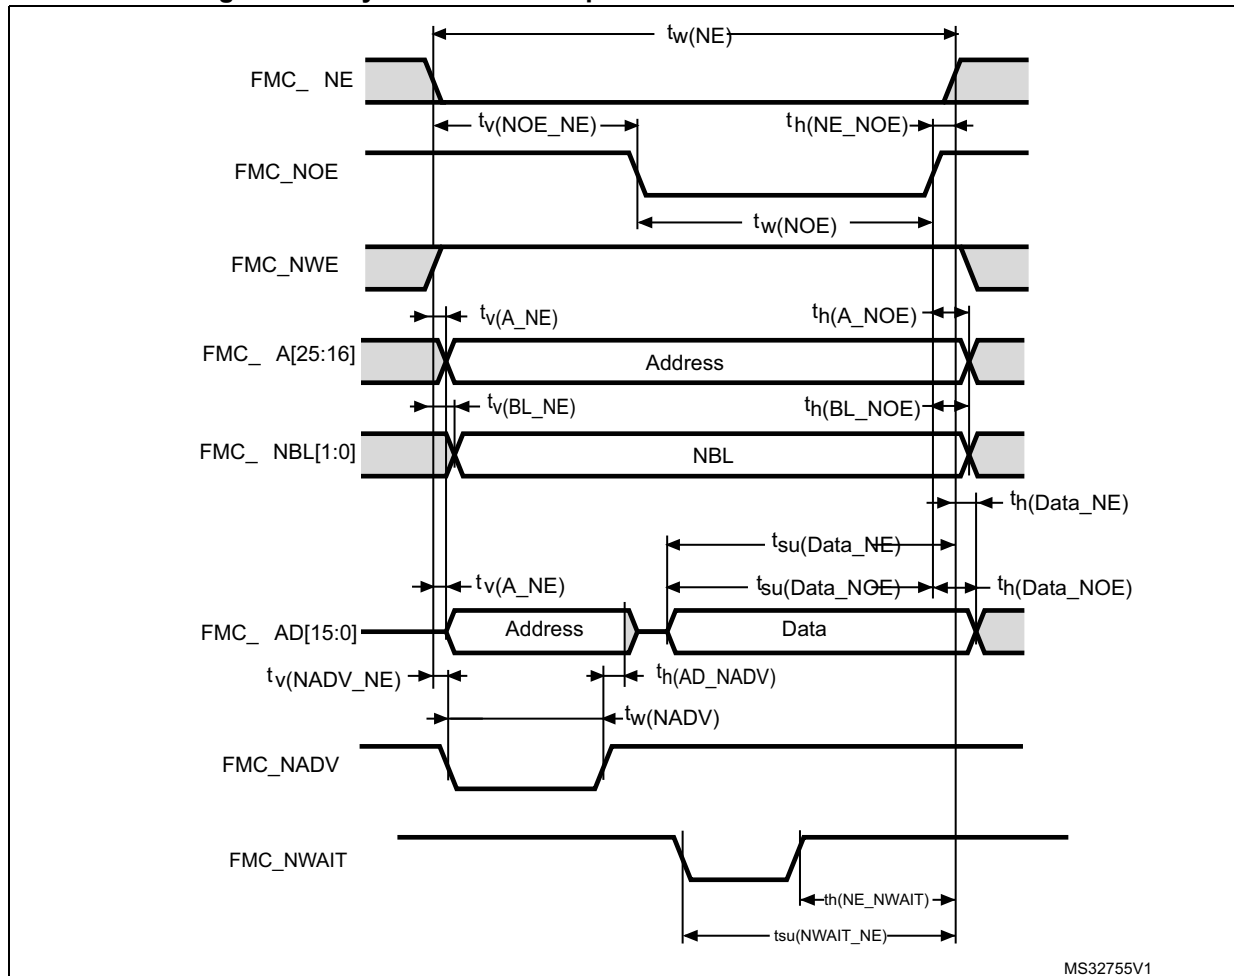 tw(NE)
FMC_ NE
tv(NOE_NE)
th(NE_NOE)
FMC_NOE
tw(NOE)
FMC_NWE
tv(A_NE)
th(A_NOE)
FMC_ A[25:16]
Address
tv(BL_NE)
th(BL_NOE)
FMC_ NBL[1:0]
NBL
th(Data_NE)
tsu(Data_NE)
tv(A_NE)
tsu(Data_NOE)
th(Data_NOE)
FMC_ AD[15:0]
Address
Data
tv(NADV_NE)
th(AD_NADV)
tw(NADV)
FMC_NADV
FMC_NWAIT
th(NE_NWAIT)
tsu(NWAIT_NE)
MS32755V1